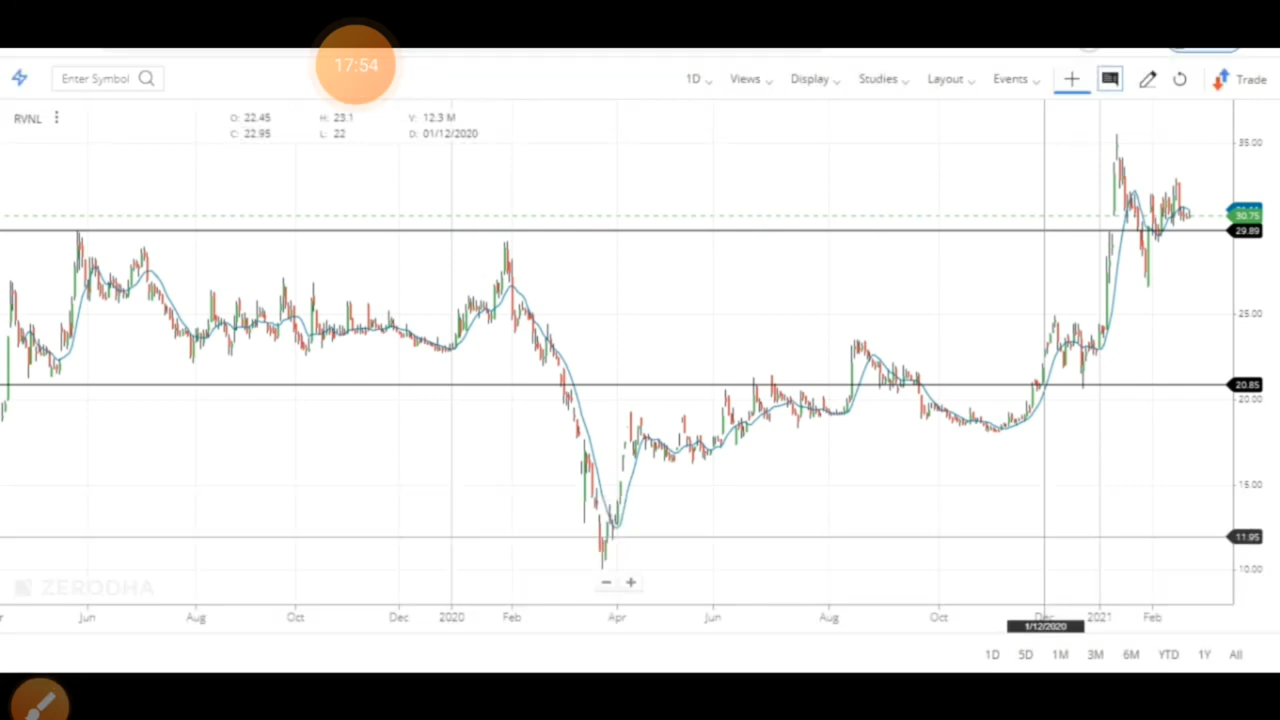 17:54
Enter Symbol
1D Views Display Studies Layout Events Trade
RVNL
O: 22.45 H: 23.1 V: 12.3 M
C: 22.95 L: 22 D: 01/12/2020
35.00
30.75
29.89
25.00
20.85
20.00
15.00
11.95
10.00
ZERODHA
Jun Aug Oct Dec 2020 Feb Apr Jun Aug Oct Dec 2021 Feb
1/12/2020
1D 5D 1M 3M 6M YTD 1Y All